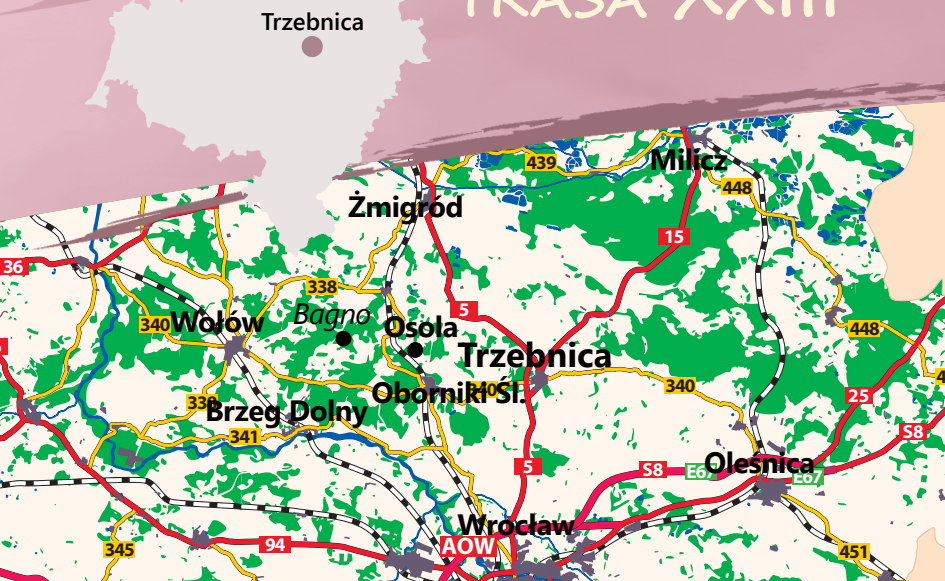 TRASA XXIII
Trzebnica
439
Milicz
448
Żmigród
15
36
338
5
340
Wołów
Bagno
Osola
448
Trzebnica
340
340
Oborniki Śl.
25
338
Brzeg Dolny
341
S8
S8
E67
Oleśnica
E67
5
Wrocław
AOW
345
94
451